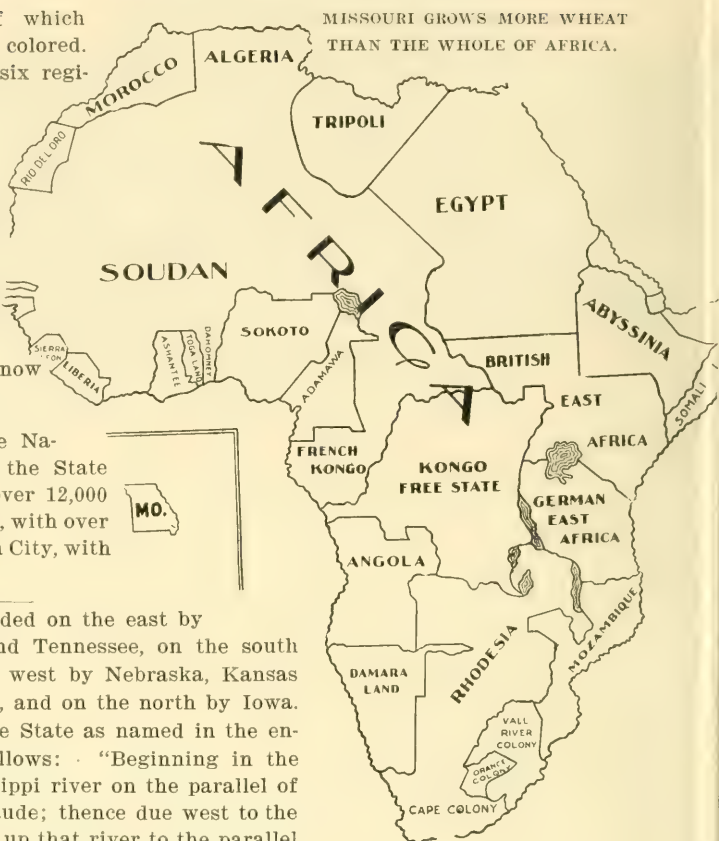 f which
colored.
six regi-
MISSOURI GROWS MORE WHEAT
THAN THE WHOLE OF AFRICA.
MOROCCO
ALGERIA
RIO DEL ORO
TRIPOLI
EGYPT
AFRICA
SOUDAN
SOKOTO
ADAMAWA
SIERRA
LIBERIA
ASHANTEE
TOGA LAND
DAHOMNEY
ABYSSINIA
SOMALI
BRITISH
EAST
AFRICA
FRENCH
KONGO
KONGO
FREE STATE
GERMAN
EAST
AFRICA
ANGOLA
MOZAMBIQUE
RHODESIA
DAMARA
LAND
VALL
RIVER
COLONY
ORANGE
COLONY
CAPE COLONY
now
e Na-
the State
ver 12,000
, with over
City, with
MO.
ded on the east by
nd Tennessee, on the south
west by Nebraska, Kansas
, and on the north by Iowa.
e State as named in the en-
llows: "Beginning in the
ippi river on the parallel of
ude; thence due west to the
up that river to the parallel